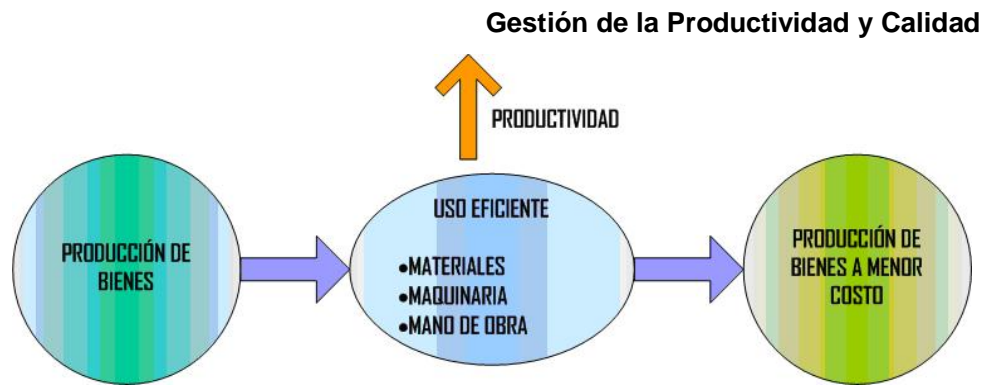 Gestión de la Productividad y Calidad
PRODUCTIVIDAD
PRODUCCIÓN DE
BIENES
USO EFICIENTE
•MATERIALES
•MAQUINARIA
•MANO DE OBRA
PRODUCCIÓN DE
BIENES A MENOR
COSTO